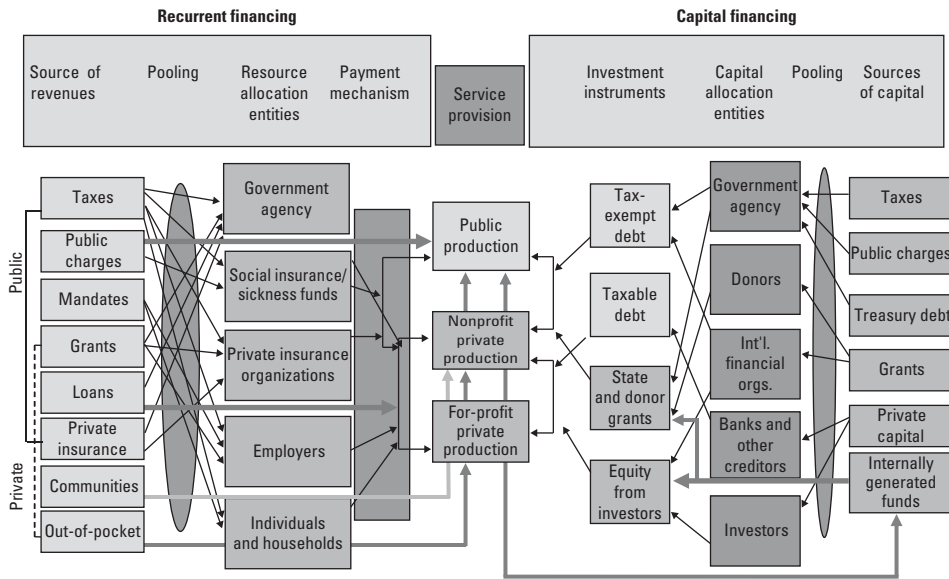 Recurrent financing
Capital financing
Source of
revenues
Pooling
Resource
allocation
entities
Payment
mechanism
Service
provision
Investment
instruments
Capital
allocation
entities
Pooling
Sources
of capital
Public
Private
Taxes
Public
charges
Mandates
Grants
Loans
Private
insurance
Communities
Out-of-pocket
Government
agency
Social insurance/
sickness funds
Private insurance
organizations
Employers
Individuals
and households
Public
production
Nonprofit
private
production
For-profit
private
production
Tax-
exempt
debt
Taxable
debt
State
and donor
grants
Equity
from
investors
Government
agency
Donors
Int'l.
financial
orgs.
Banks and
other
creditors
Investors
Taxes
Public charges
Treasury debt
Grants
Private
capital
Internally
generated
funds